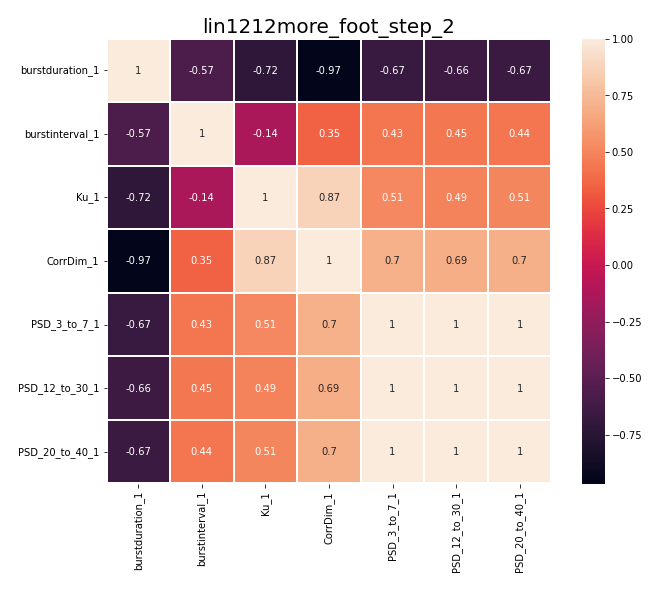 lin1212more_foot_step_2
burstduration_1 1 -0.57 -0.72 -0.97 -0.67 -0.66 -0.67
burstinterval_1 -0.57 1 -0.14 0.35 0.43 0.45 0.44
Ku_1 -0.72 -0.14 1 0.87 0.51 0.49 0.51
CorrDim_1 -0.97 0.35 0.87 1 0.7 0.69 0.7
PSD_3_to_7_1 -0.67 0.43 0.51 0.7 1 1 1
PSD_12_to_30_1 -0.66 0.45 0.49 0.69 1 1 1
PSD_20_to_40_1 -0.67 0.44 0.51 0.7 1 1 1
burstduration_1
burstinterval_1
Ku_1
CorrDim_1
PSD_3_to_7_1
PSD_12_to_30_1
PSD_20_to_40_1
1.00
0.75
0.50
0.25
0.00
−0.25
−0.50
−0.75